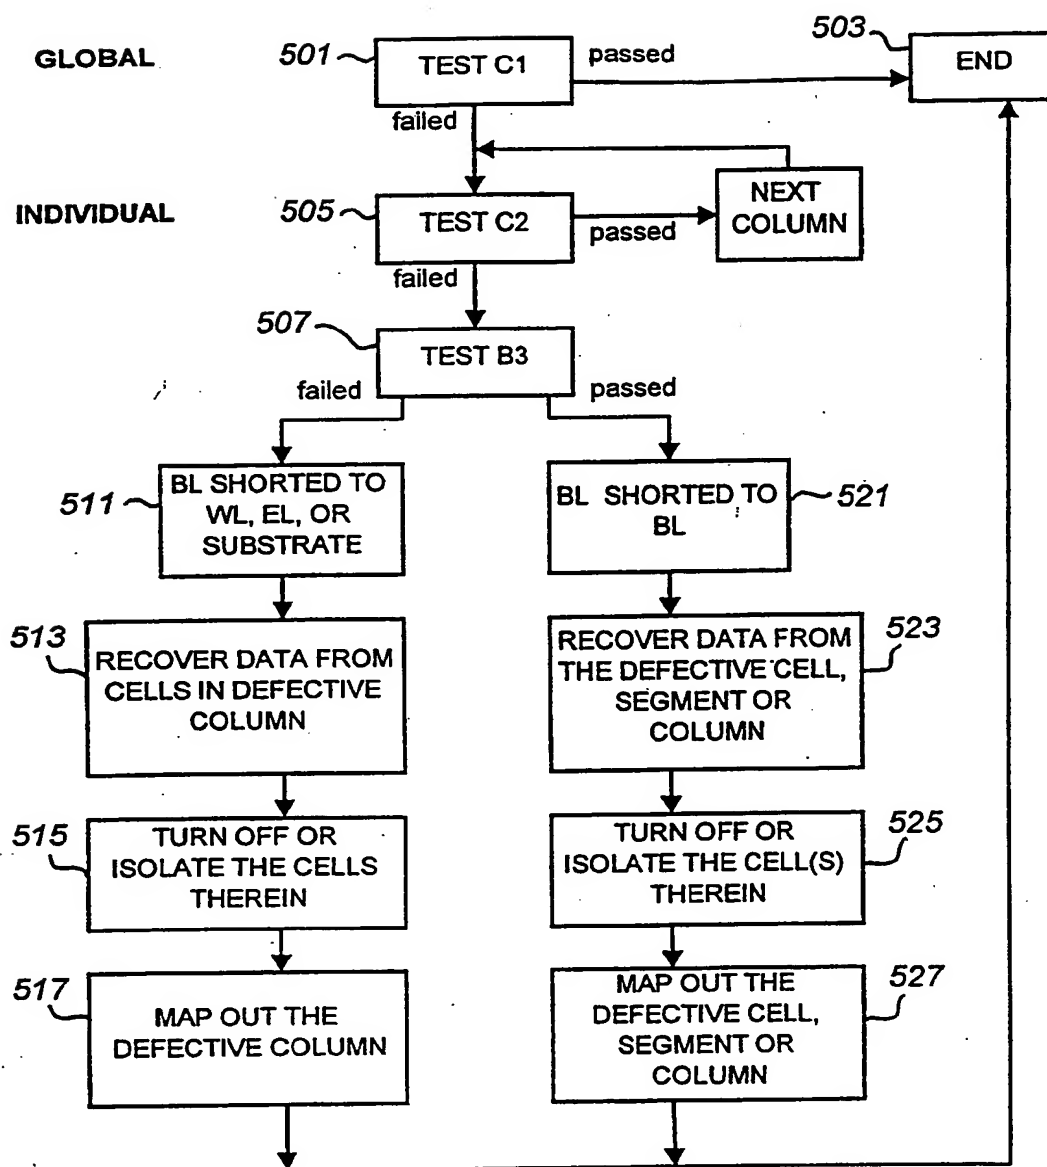 GLOBAL
501
TEST C1
passed
503
END
failed
INDIVIDUAL
505
TEST C2
passed
NEXT
COLUMN
failed
507
TEST B3
failed
passed
511
BL SHORTED TO
WL, EL, OR
SUBSTRATE
BL SHORTED TO
BL
521
513
RECOVER DATA FROM
CELLS IN DEFECTIVE
COLUMN
RECOVER DATA FROM
THE DEFECTIVE CELL,
SEGMENT OR
COLUMN
523
515
TURN OFF OR
ISOLATE THE CELLS
THEREIN
TURN OFF OR
ISOLATE THE CELL(S)
THEREIN
525
517
MAP OUT THE
DEFECTIVE COLUMN
MAP OUT THE
DEFECTIVE CELL,
SEGMENT OR
COLUMN
527